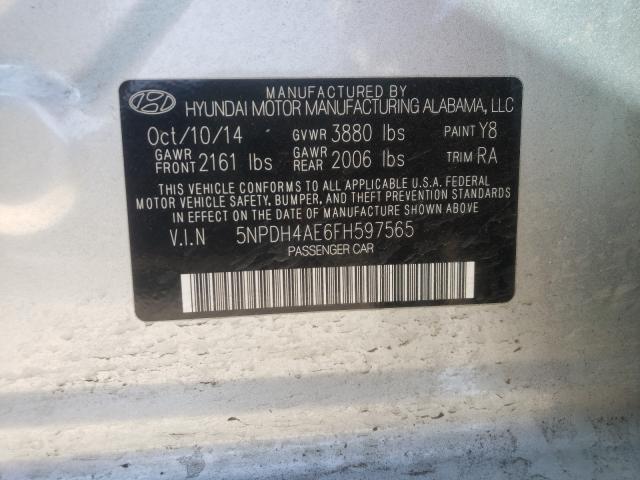 MANUFACTURED BY
HYUNDAI MOTOR MANUFACTURING ALABAMA, LLC
Oct/10/14 GVWR 3880 lbs PAINT Y8
GAWR FRONT 2161 lbs GAWR REAR 2006 lbs TRIM RA
THIS VEHICLE CONFORMS TO ALL APPLICABLE U.S.A. FEDERAL
MOTOR VEHICLE SAFETY, BUMPER, AND THEFT PREVENTION STANDARDS
IN EFFECT ON THE DATE OF MANUFACTURE SHOWN ABOVE.
V.I.N 5NPDH4AE6FH597565
PASSENGER CAR